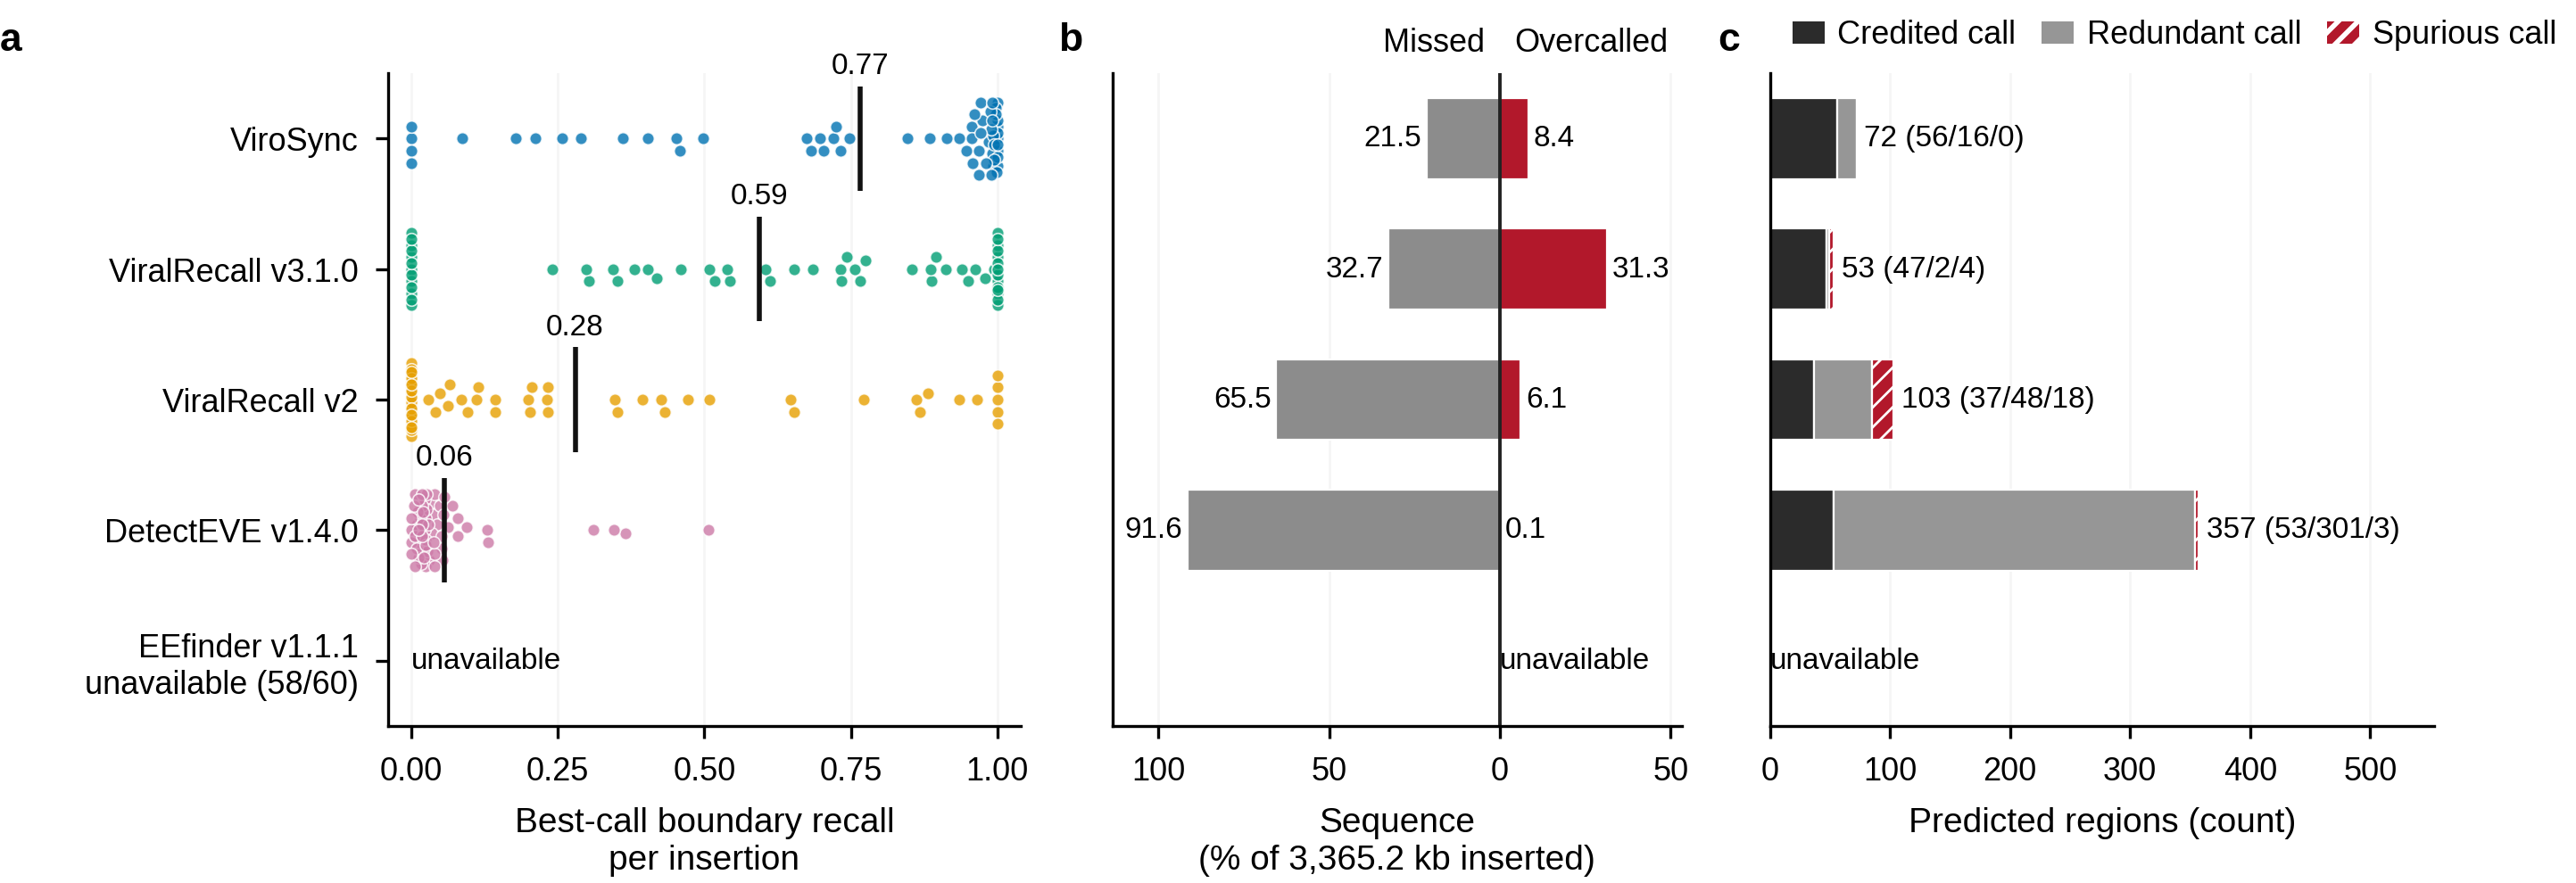 a
0.77
ViroSync
0.59
ViralRecall v3.1.0
0.28
ViralRecall v2
0.06
DetectEVE v1.4.0
EEfinder v1.1.1
unavailable (58/60)
unavailable
0.00 0.25 0.50 0.75 1.00
Best-call boundary recall
per insertion
b
Missed Overcalled
21.5 8.4
32.7 31.3
65.5 6.1
91.6 0.1
unavailable
100 50 0 50
Sequence
(% of 3,365.2 kb inserted)
c
Credited call Redundant call Spurious call
72 (56/16/0)
53 (47/2/4)
103 (37/48/18)
357 (53/301/3)
unavailable
0 100 200 300 400 500
Predicted regions (count)